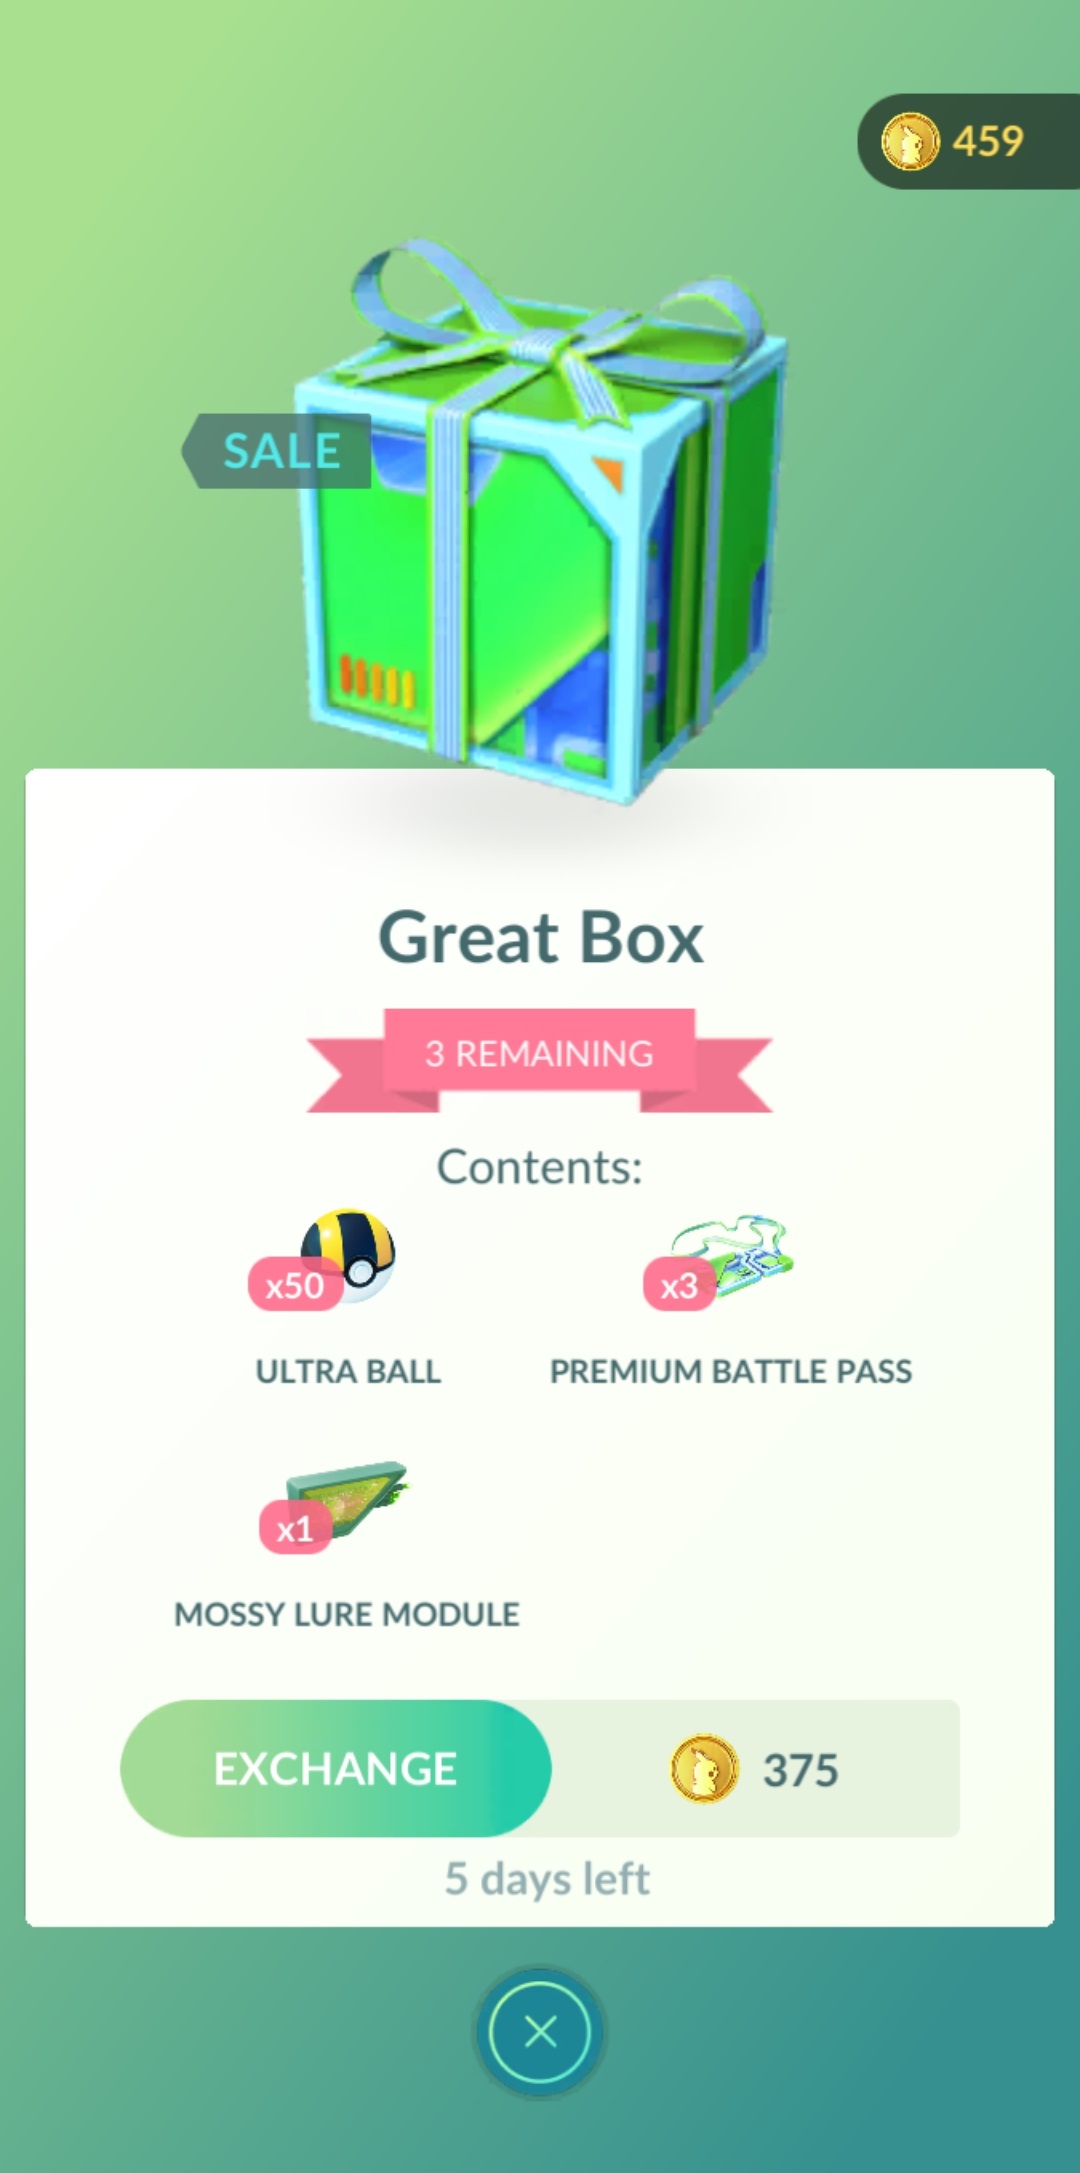 459
SALE
Great Box
3 REMAINING
Contents:
x50
x3
ULTRA BALL
PREMIUM BATTLE PASS
x1
MOSSY LURE MODULE
EXCHANGE
375
5 days left